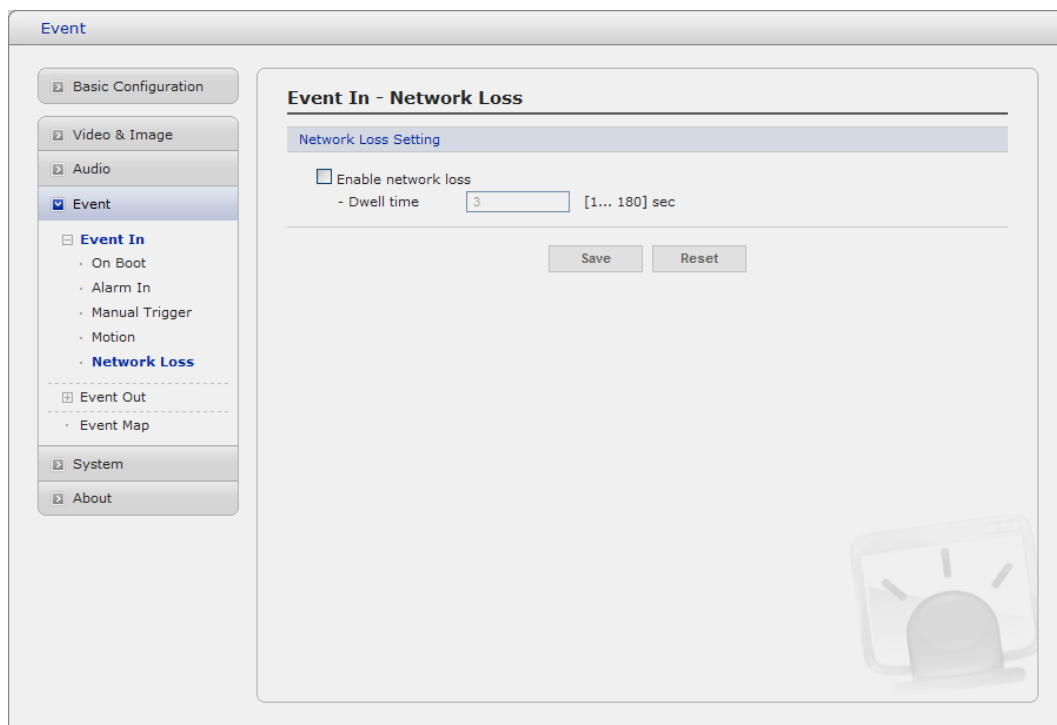 Event
Basic Configuration
Video & Image
Audio
Event
Event In
On Boot
Alarm In
Manual Trigger
Motion
Network Loss
Event Out
Event Map
System
About
Event In - Network Loss
Network Loss Setting
Enable network loss
- Dwell time 3 [1... 180] sec
Save Reset